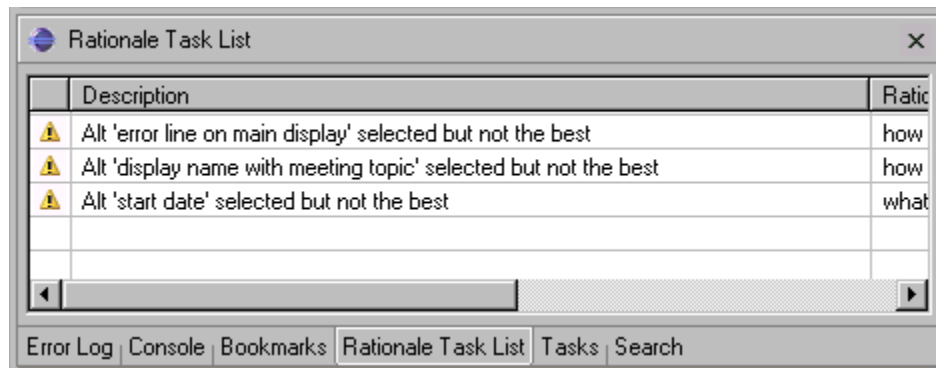 Rationale Task List
Description Ratio
Alt 'error line on main display' selected but not the best how
Alt 'display name with meeting topic' selected but not the best how
Alt 'start date' selected but not the best what
Error Log Console Bookmarks Rationale Task List Tasks Search